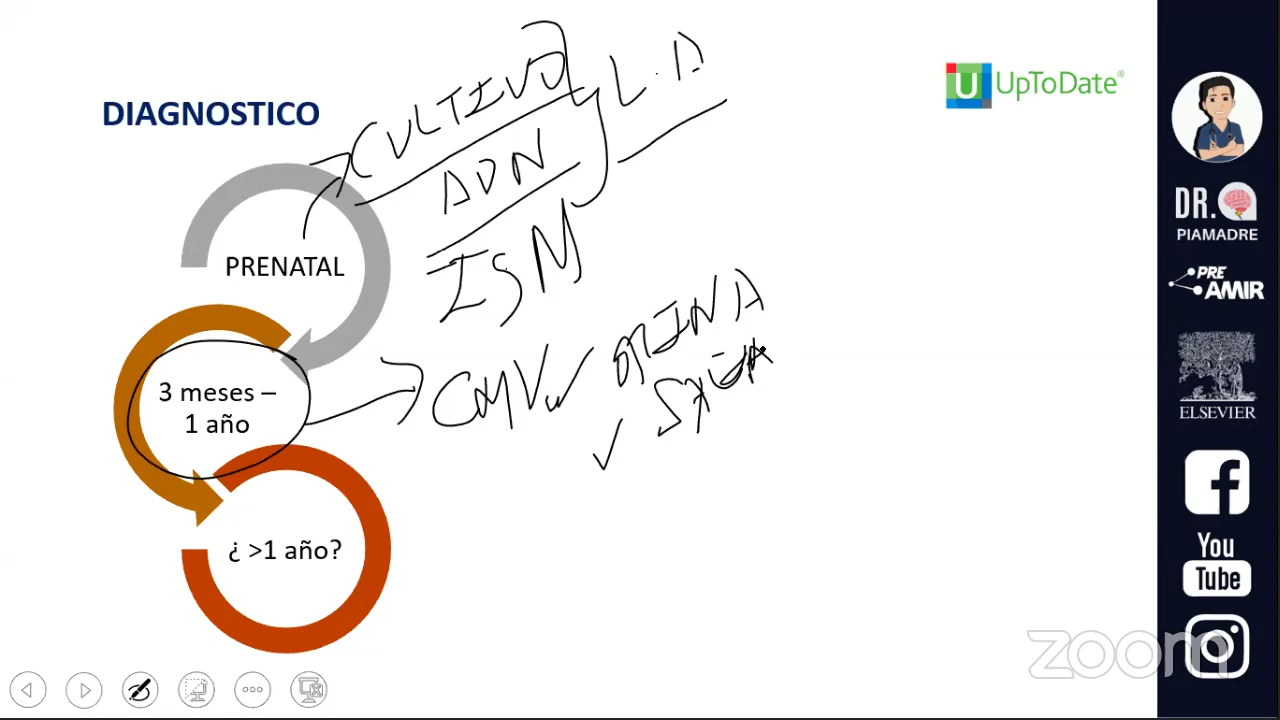 DIAGNOSTICO
PRENATAL
3 meses –
1 año
¿ >1 año?
CULTIVO
ADN
L.A
CMV
ORINA
UpToDate®
DR.
PIAMADRE
PRE
AMIR
ELSEVIER
You
Tube
zoom